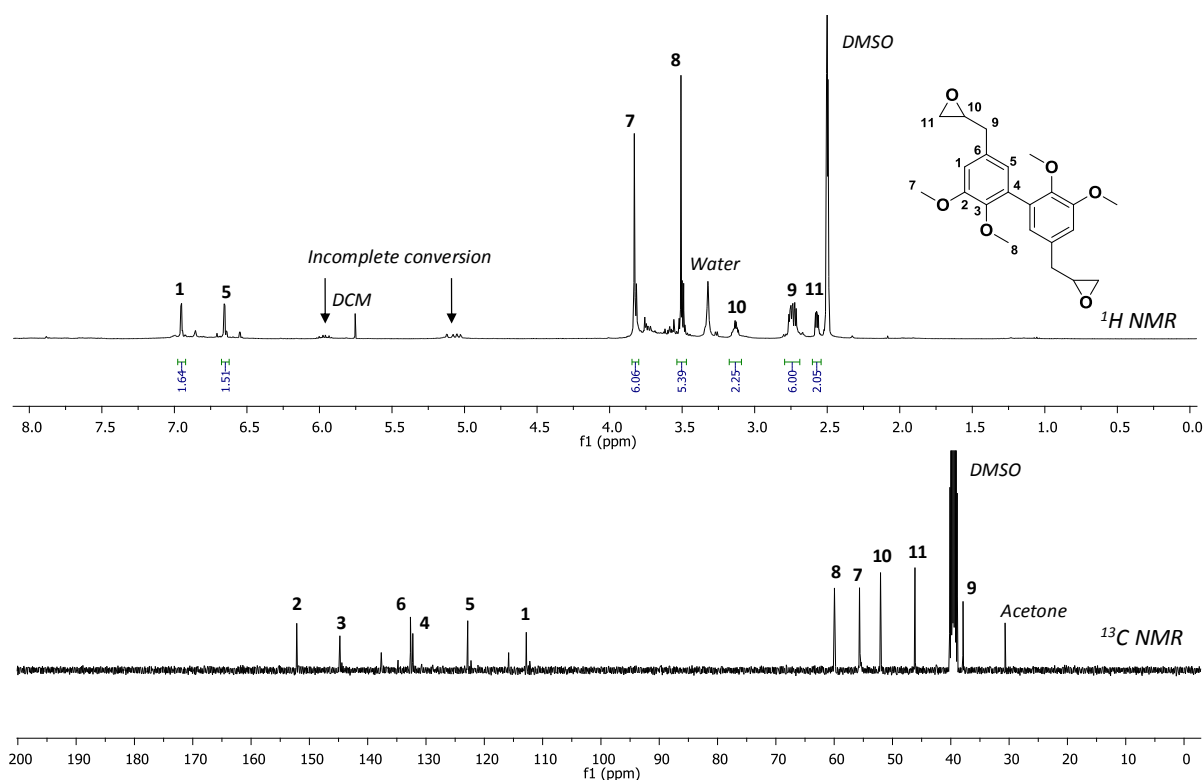 DMSO
8
7
Incomplete conversion
DCM
Water
1
5
10
9
11
¹H NMR
O
10
11
9
6
1
5
4
7
O
2
3
O
8
O
O
O
1.64
1.51
6.06
5.39
2.25
6.00
2.05
8.0 7.5 7.0 6.5 6.0 5.5 5.0 4.5 4.0 3.5 3.0 2.5 2.0 1.5 1.0 0.5 0.0
f1 (ppm)
DMSO
2
3
6
4
5
1
8
7
10
11
9
Acetone
¹³C NMR
200 190 180 170 160 150 140 130 120 110 100 90 80 70 60 50 40 30 20 10 0
f1 (ppm)